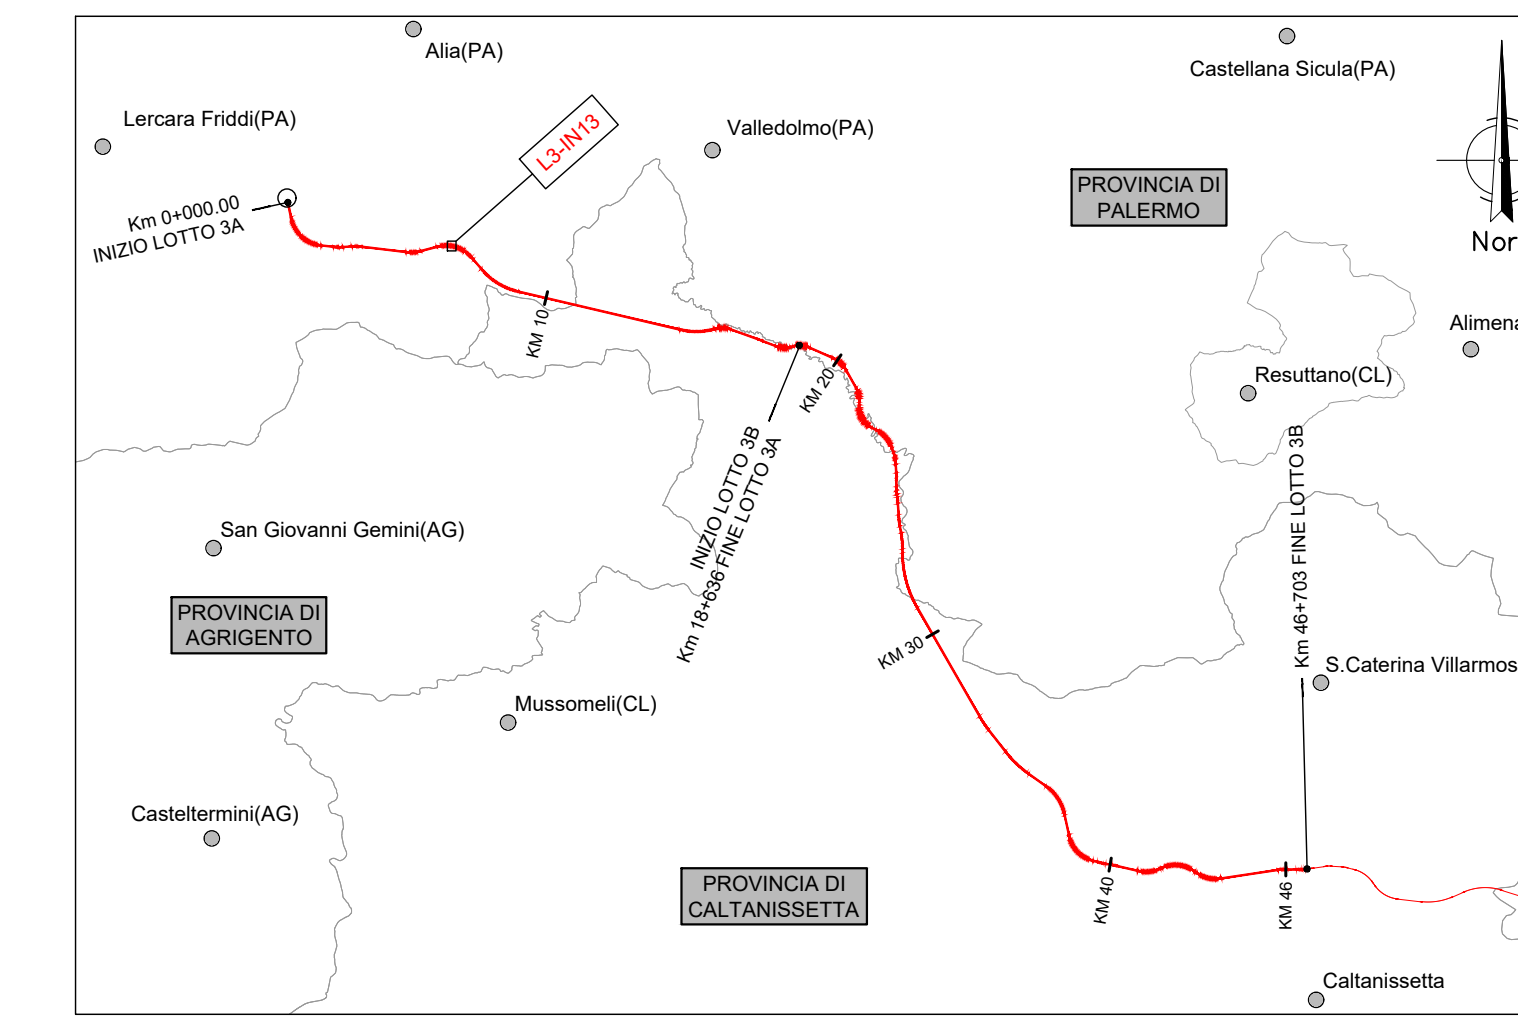 Alia(PA)
Castellana Sicula(PA)
Lercara Friddi(PA)
Valledolmo(PA)
L3-IN13
PROVINCIA DI
PALERMO
Km 0+000.00
INIZIO LOTTO 3A
Nor
KM 10
Alimena
KM 20
Resuttano(CL)
INIZIO LOTTO 3B
Km 18+636 FINE LOTTO 3A
Km 46+703 FINE LOTTO 3B
San Giovanni Gemini(AG)
PROVINCIA DI
AGRIGENTO
KM 30
S.Caterina Villarmos
Mussomeli(CL)
Casteltermini(AG)
PROVINCIA DI
CALTANISSETTA
KM 40
KM 46
Caltanissetta